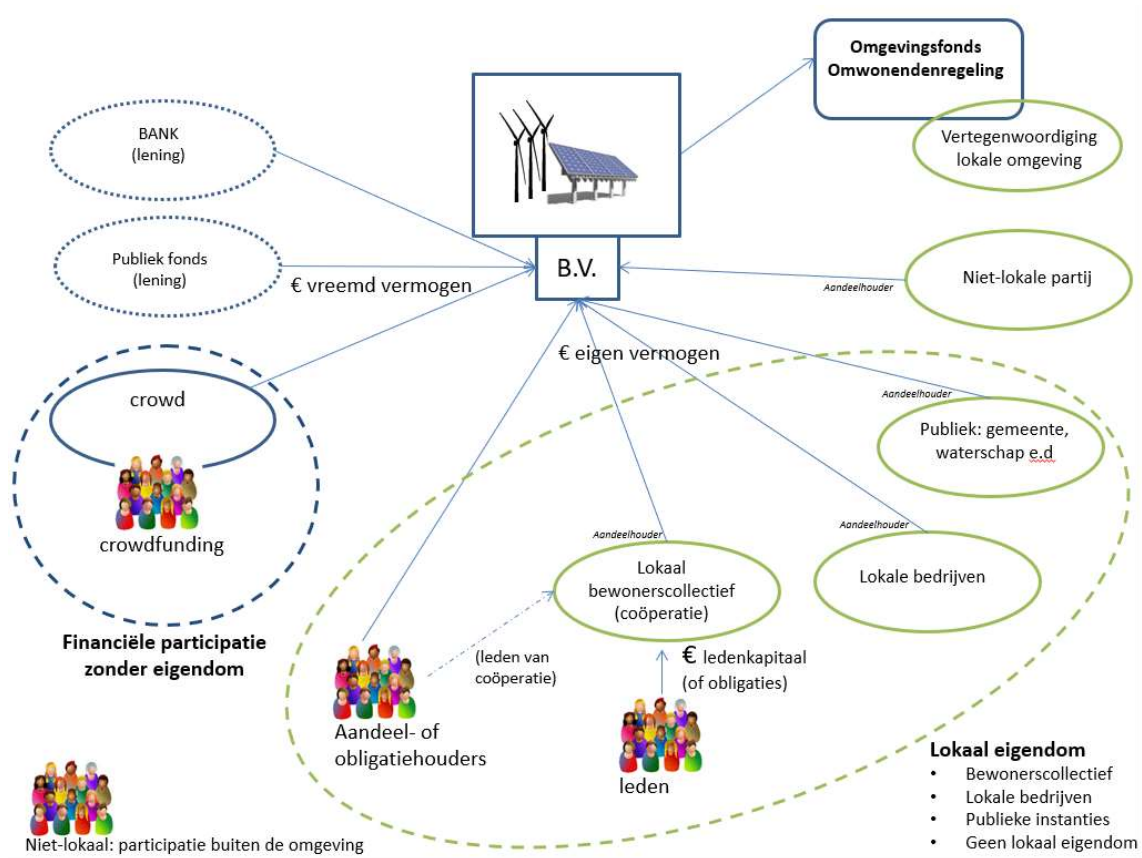 Omgevingsfonds
Omwonendenregeling
Vertegenwoordiging
lokale omgeving
BANK
(lening)
Publiek fonds
(lening)
€ vreemd vermogen
B.V.
Aandeelhouder
Niet-lokale partij
€ eigen vermogen
crowd
crowdfunding
Financiële participatie
zonder eigendom
Aandeelhouder
Publiek: gemeente,
waterschap e.d
Aandeelhouder
Lokale bedrijven
Aandeelhouder
Lokaal
bewonerscollectief
(coöperatie)
(leden van
coöperatie)
€ ledenkapitaal
(of obligaties)
Aandeel- of
obligatiehouders
leden
Lokaal eigendom
• Bewonerscollectief
• Lokale bedrijven
• Publieke instanties
• Geen lokaal eigendom
Niet-lokaal: participatie buiten de omgeving